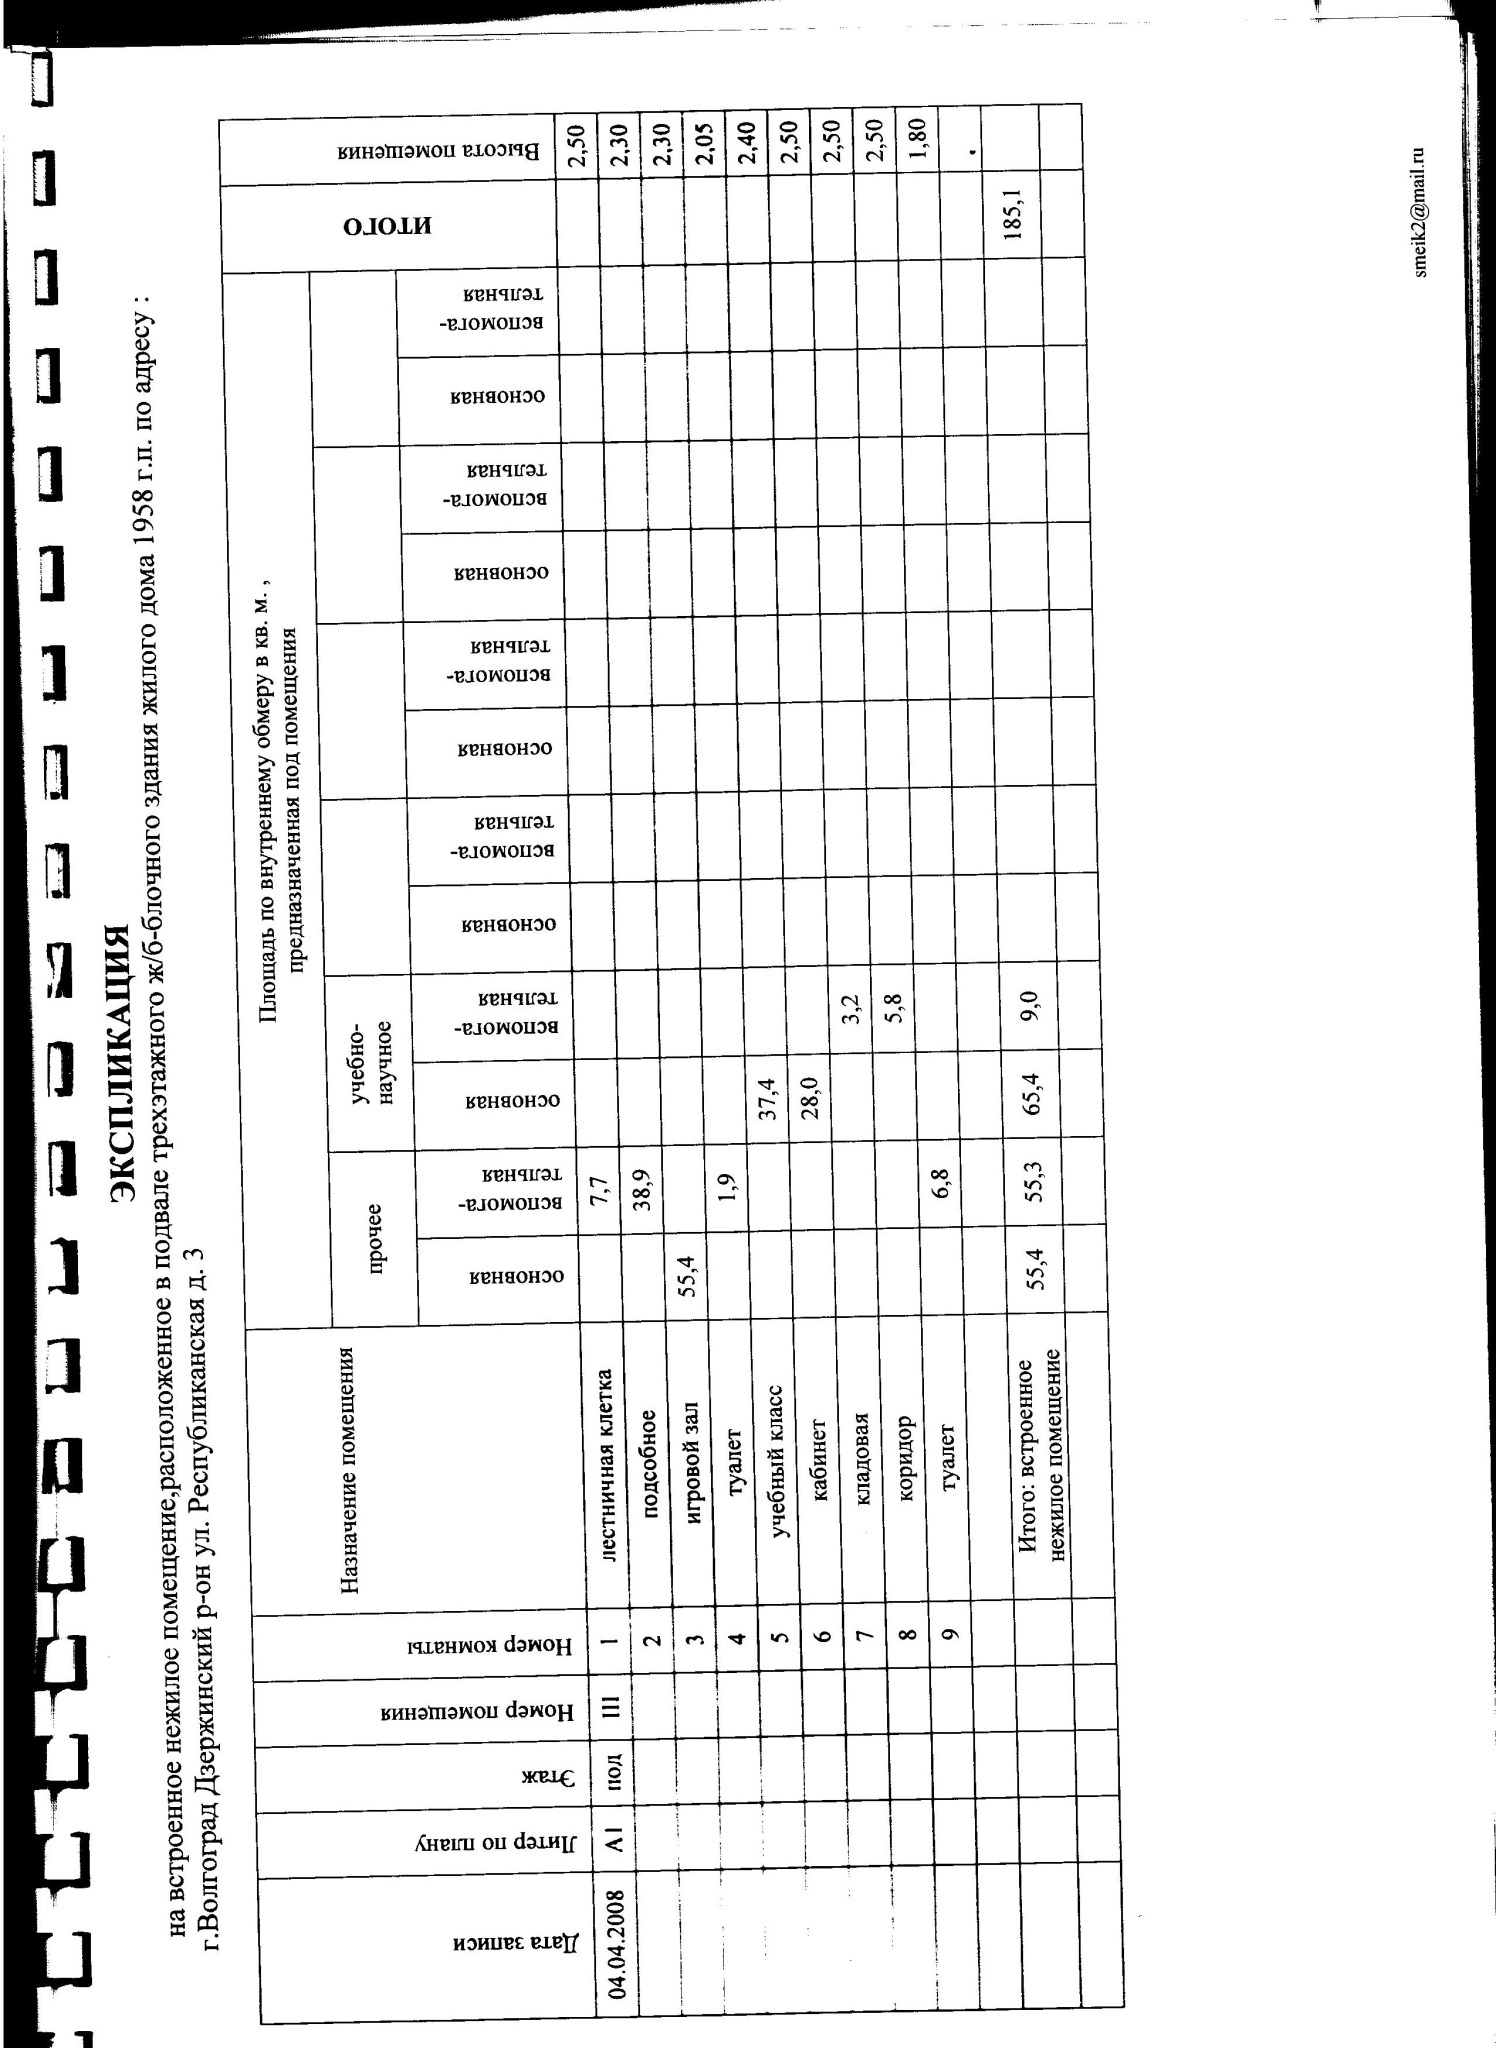 ЭКСПЛИКАЦИЯ
на встроенное нежилое помещение,расположенное в подвале трехэтажного ж/б-блочного здания жилого дома 1958 г.п. по адресу :
г.Волгоград Дзержинский р-он ул. Республиканская д. 3
Дата записи
Литер по плану
Этаж
Номер помещения
Номер комнаты
Назначение помещения
Площадь по внутреннему обмеру в кв. м. ,
предназначенная под помещения
ИТОГО
Высота помещения
прочее
учебно-
научное
основная
вспомога-
тельная
основная
вспомога-
тельная
основная
вспомога-
тельная
основная
вспомога-
тельная
основная
вспомога-
тельная
основная
вспомога-
тельная
04.04.2008 А1 под III 1 лестничная клетка 7,7 2,50
2 подсобное 38,9 2,30
3 игровой зал 55,4 2,30
4 туалет 1,9 2,05
5 учебный класс 37,4 2,40
6 кабинет 28,0 2,50
7 кладовая 3,2 2,50
8 коридор 5,8 2,50
9 туалет 6,8 1,80
Итого: встроенное
нежилое помещение 55,4 55,3 65,4 9,0 185,1
smeik2@mail.ru